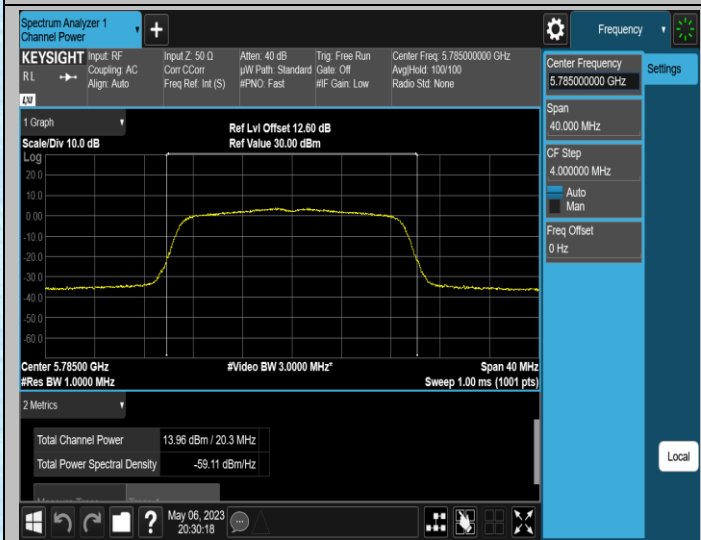 Spectrum Analyzer 1
Channel Power
Frequency
KEYSIGHT
RL
LXI
Input: RF
Coupling: AC
Align: Auto
Input Z: 50 Ω
Corr CCorr
Freq Ref: Int (S)
Atten: 40 dB
µW Path: Standard
#PNO: Fast
Trig: Free Run
Gate: Off
#IF Gain: Low
Center Freq: 5.785000000 GHz
Avg|Hold: 100/100
Radio Std: None
Center Frequency
5.785000000 GHz
Settings
Span
40.000 MHz
CF Step
4.000000 MHz
Auto
Man
Freq Offset
0 Hz
Local
1 Graph
Scale/Div 10.0 dB
Ref Lvl Offset 12.60 dB
Ref Value 30.00 dBm
Log
20.0
10.0
0.00
-10.0
-20.0
-30.0
-40.0
-50.0
-60.0
Center 5.78500 GHz
#Video BW 3.0000 MHz*
Span 40 MHz
#Res BW 1.0000 MHz
Sweep 1.00 ms (1001 pts)
2 Metrics
Total Channel Power 13.96 dBm / 20.3 MHz
Total Power Spectral Density -59.11 dBm/Hz
?
May 06, 2023
20:30:18